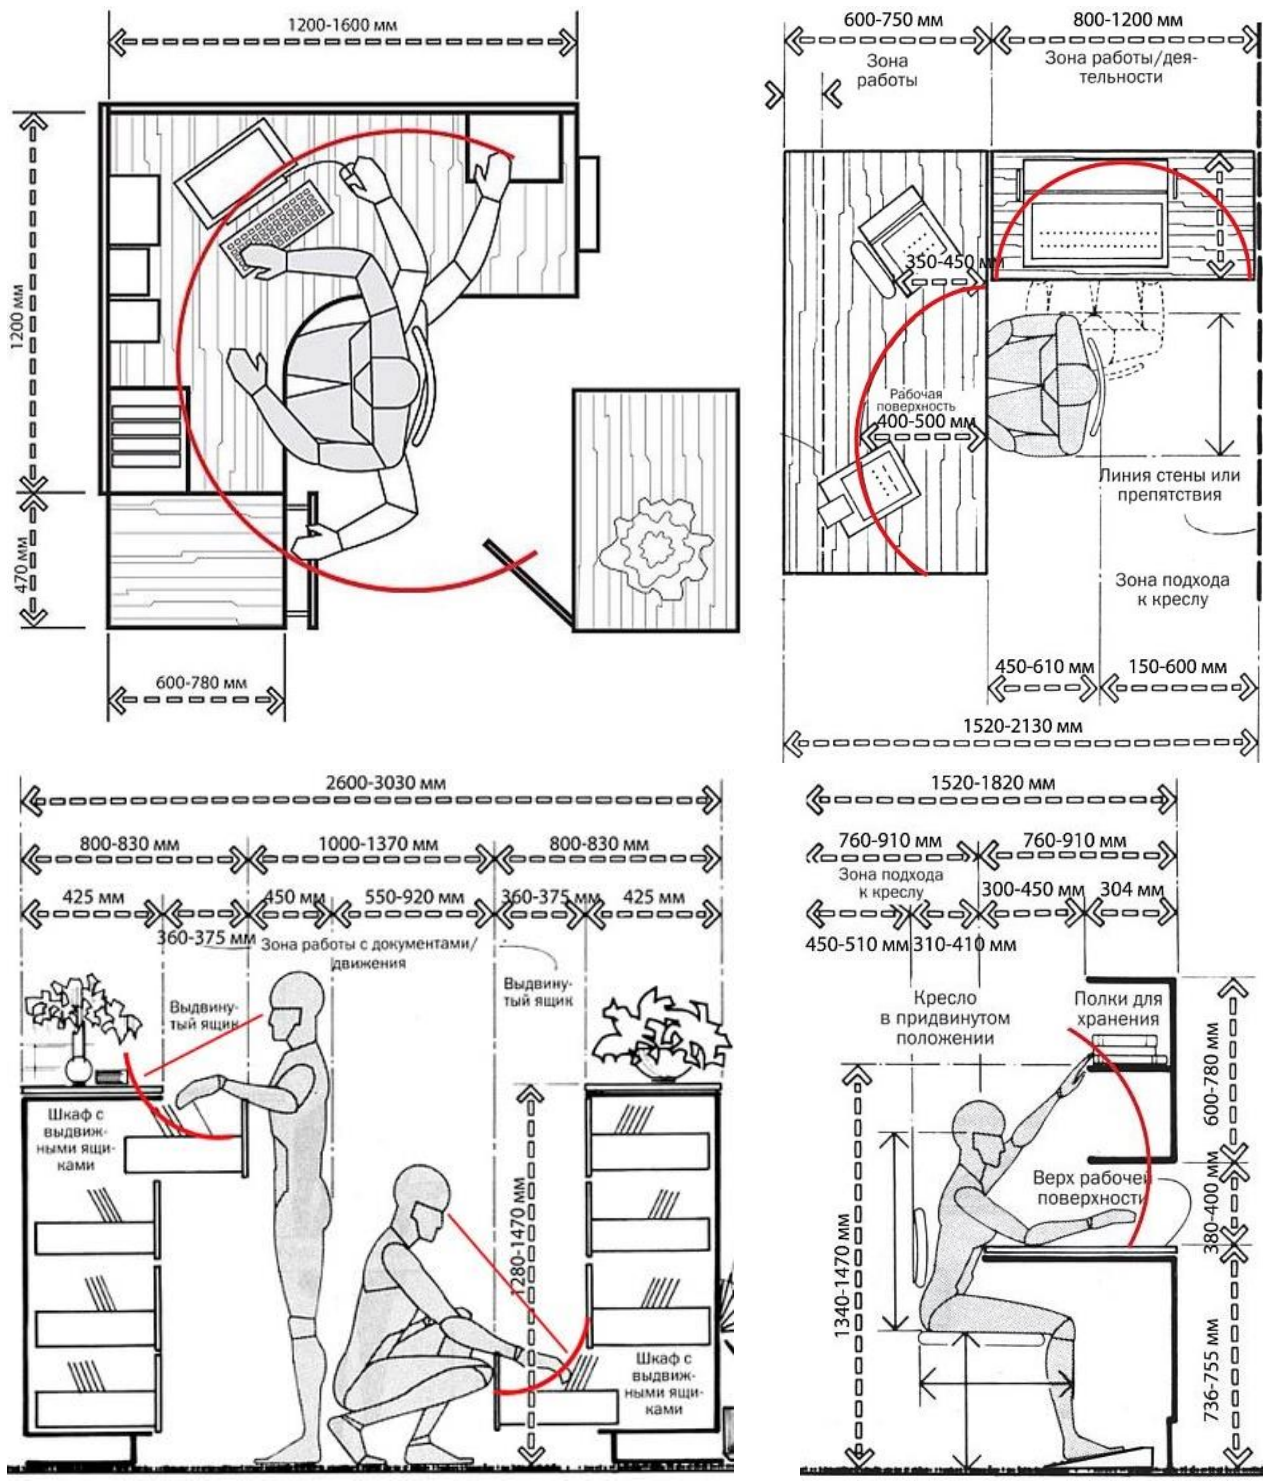 1200-1600 мм
1200 мм
470 мм
600-780 мм
600-750 мм
800-1200 мм
Зона
работы
Зона работы/дея-
тельности
350-450 мм
Рабочая
поверхность
400-500 мм
Линия стены или
препятствия
Зона подхода
к креслу
450-610 мм
150-600 мм
1520-2130 мм
2600-3030 мм
800-830 мм
1000-1370 мм
800-830 мм
425 мм
450 мм
550-920 мм
360-375 мм
425 мм
360-375 мм
Зона работы с документами/
движения
Выдвину-
тый ящик
Выдвину-
тый ящик
Шкаф с
выдвиж-
ными ящи-
ками
1280-1470 мм
Шкаф с
выдвиж-
ными ящи-
ками
1520-1820 мм
760-910 мм
760-910 мм
Зона подхода
к креслу
300-450 мм
304 мм
450-510 мм
310-410 мм
Кресло
в придвинутом
положении
Полки для
хранения
600-780 мм
Верх рабочей
поверхности
380-400 мм
1340-1470 мм
736-755 мм